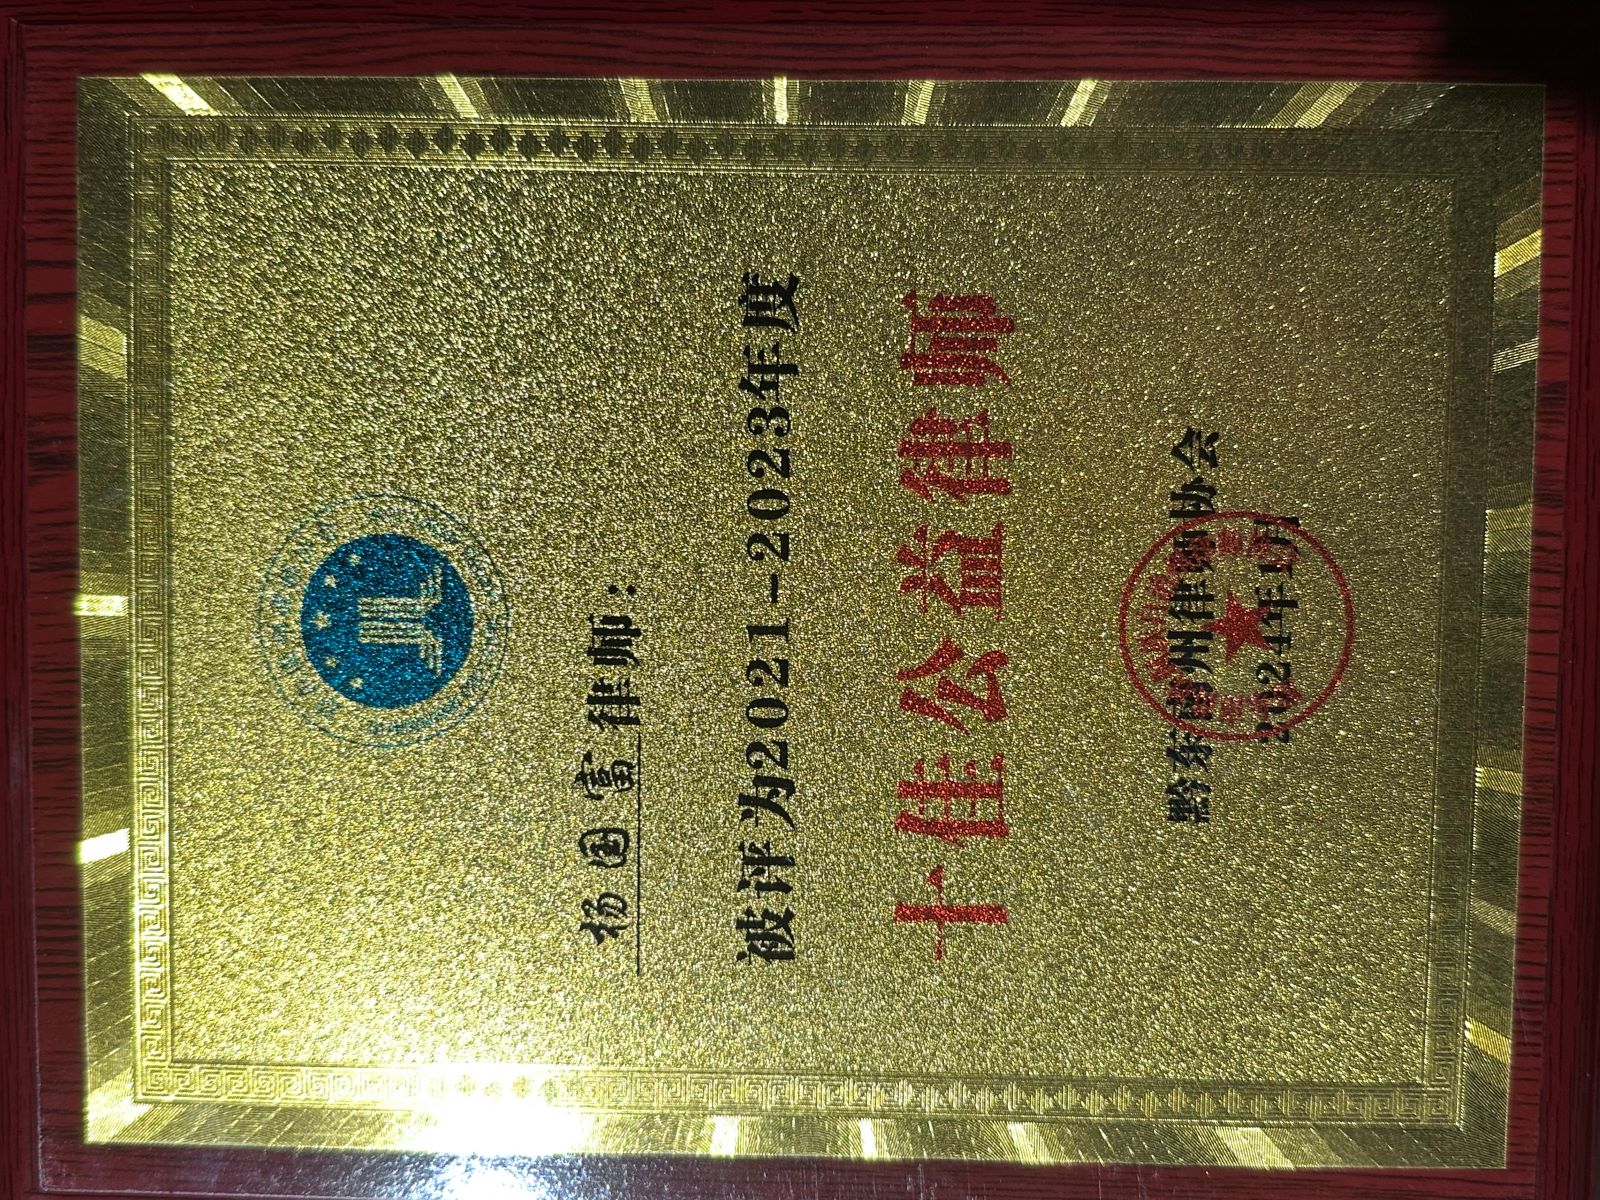 杨国富律师：
被评为2021-2023年度
十佳公益律师
黔东南州律师协会
2024年1月